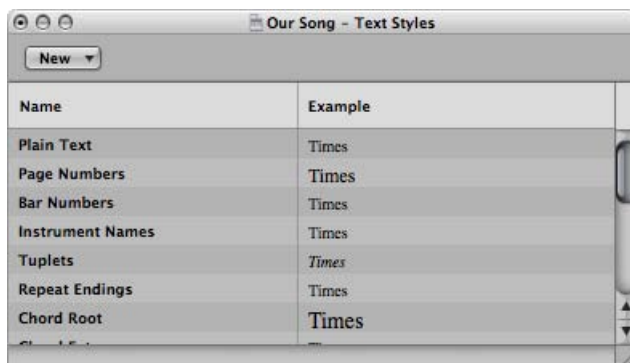 Our Song – Text Styles
New
Name Example
Plain Text Times
Page Numbers Times
Bar Numbers Times
Instrument Names Times
Tuplets Times
Repeat Endings Times
Chord Root Times